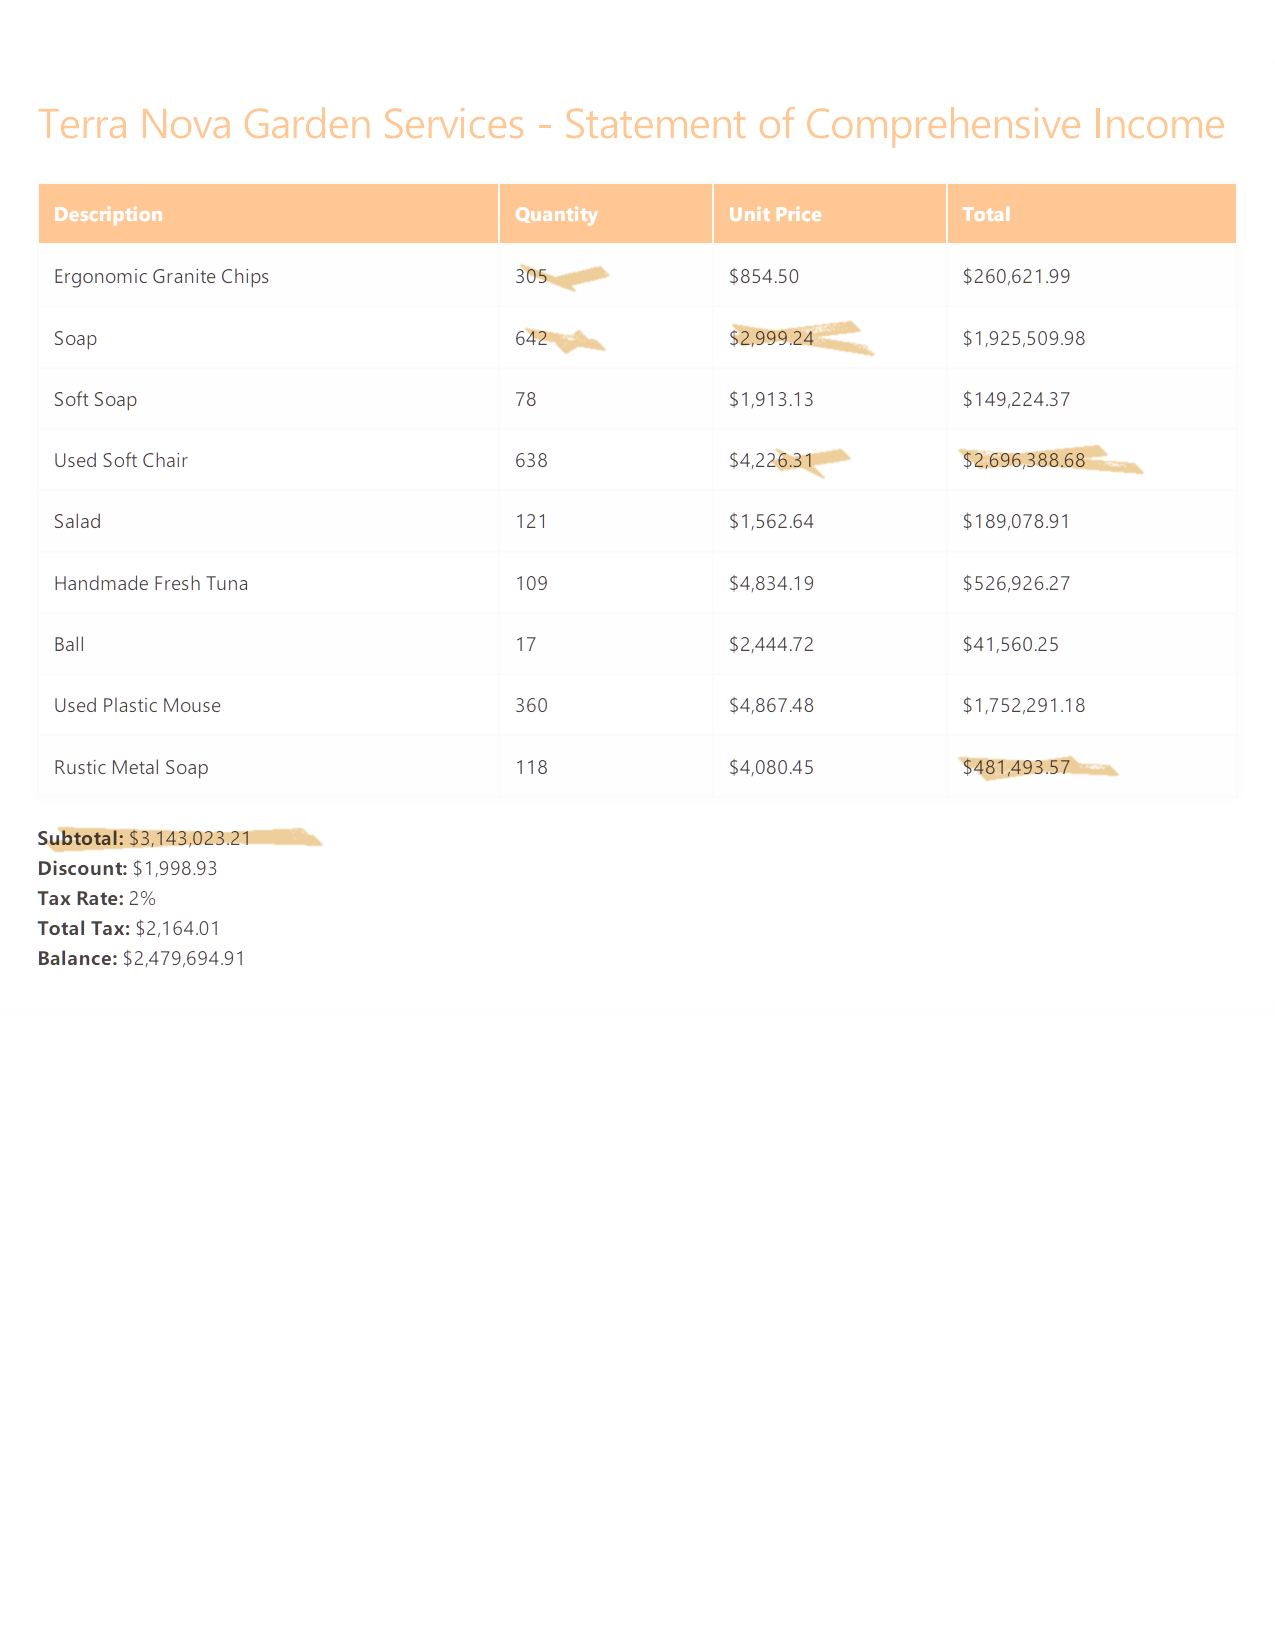 Terra Nova Garden Services - Statement of Comprehensive Income
Description Quantity Unit Price Total
Ergonomic Granite Chips 305 $854.50 $260,621.99
Soap 642 $2,999.24 $1,925,509.98
Soft Soap 78 $1,913.13 $149,224.37
Used Soft Chair 638 $4,226.31 $2,696,388.68
Salad 121 $1,562.64 $189,078.91
Handmade Fresh Tuna 109 $4,834.19 $526,926.27
Ball 17 $2,444.72 $41,560.25
Used Plastic Mouse 360 $4,867.48 $1,752,291.18
Rustic Metal Soap 118 $4,080.45 $481,493.57
Subtotal: $3,143,023.21
Discount: $1,998.93
Tax Rate: 2%
Total Tax: $2,164.01
Balance: $2,479,694.91